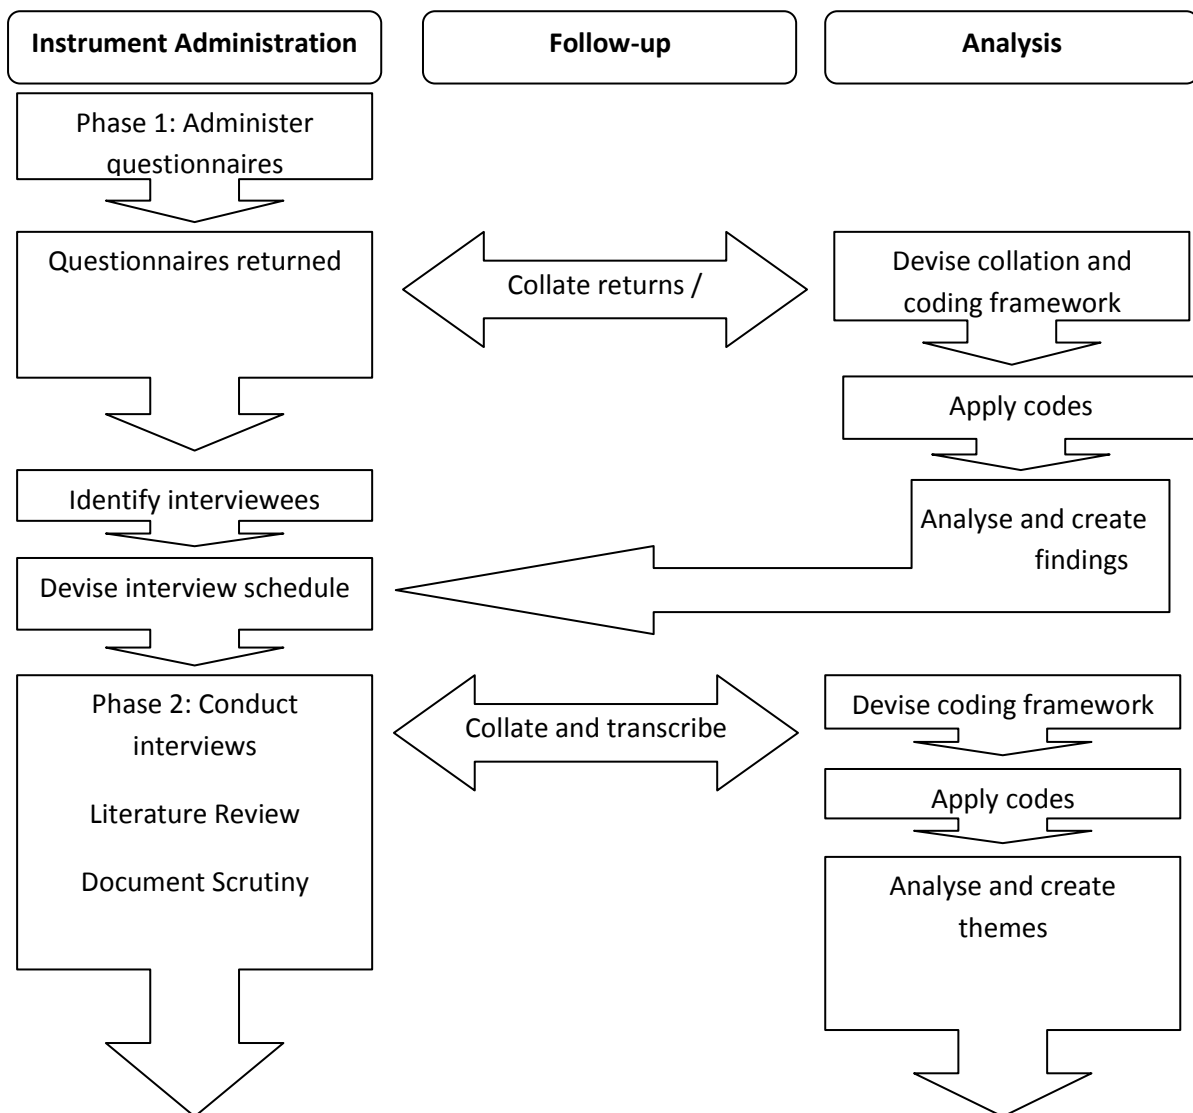 Instrument Administration
Follow-up
Analysis
Phase 1: Administer
questionnaires
Questionnaires returned
Collate returns /
Devise collation and
coding framework
Apply codes
Identify interviewees
Analyse and create
findings
Devise interview schedule
Phase 2: Conduct
interviews
Literature Review
Document Scrutiny
Collate and transcribe
Devise coding framework
Apply codes
Analyse and create
themes